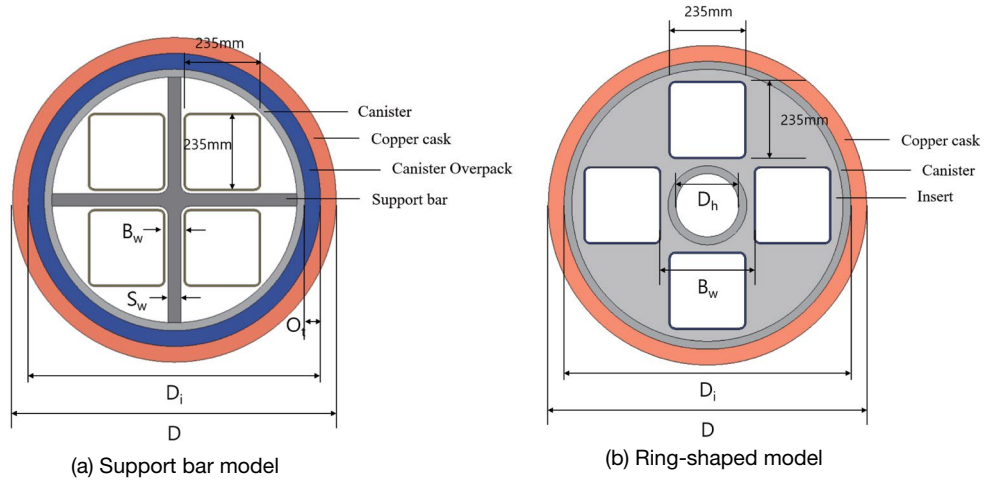 235mm
Canister
Copper cask
Canister Overpack
Support bar
235mm
Bw
Sw
Ot
Di
D
(a) Support bar model
235mm
235mm
Copper cask
Canister
Insert
Dh
Bw
Di
D
(b) Ring-shaped model